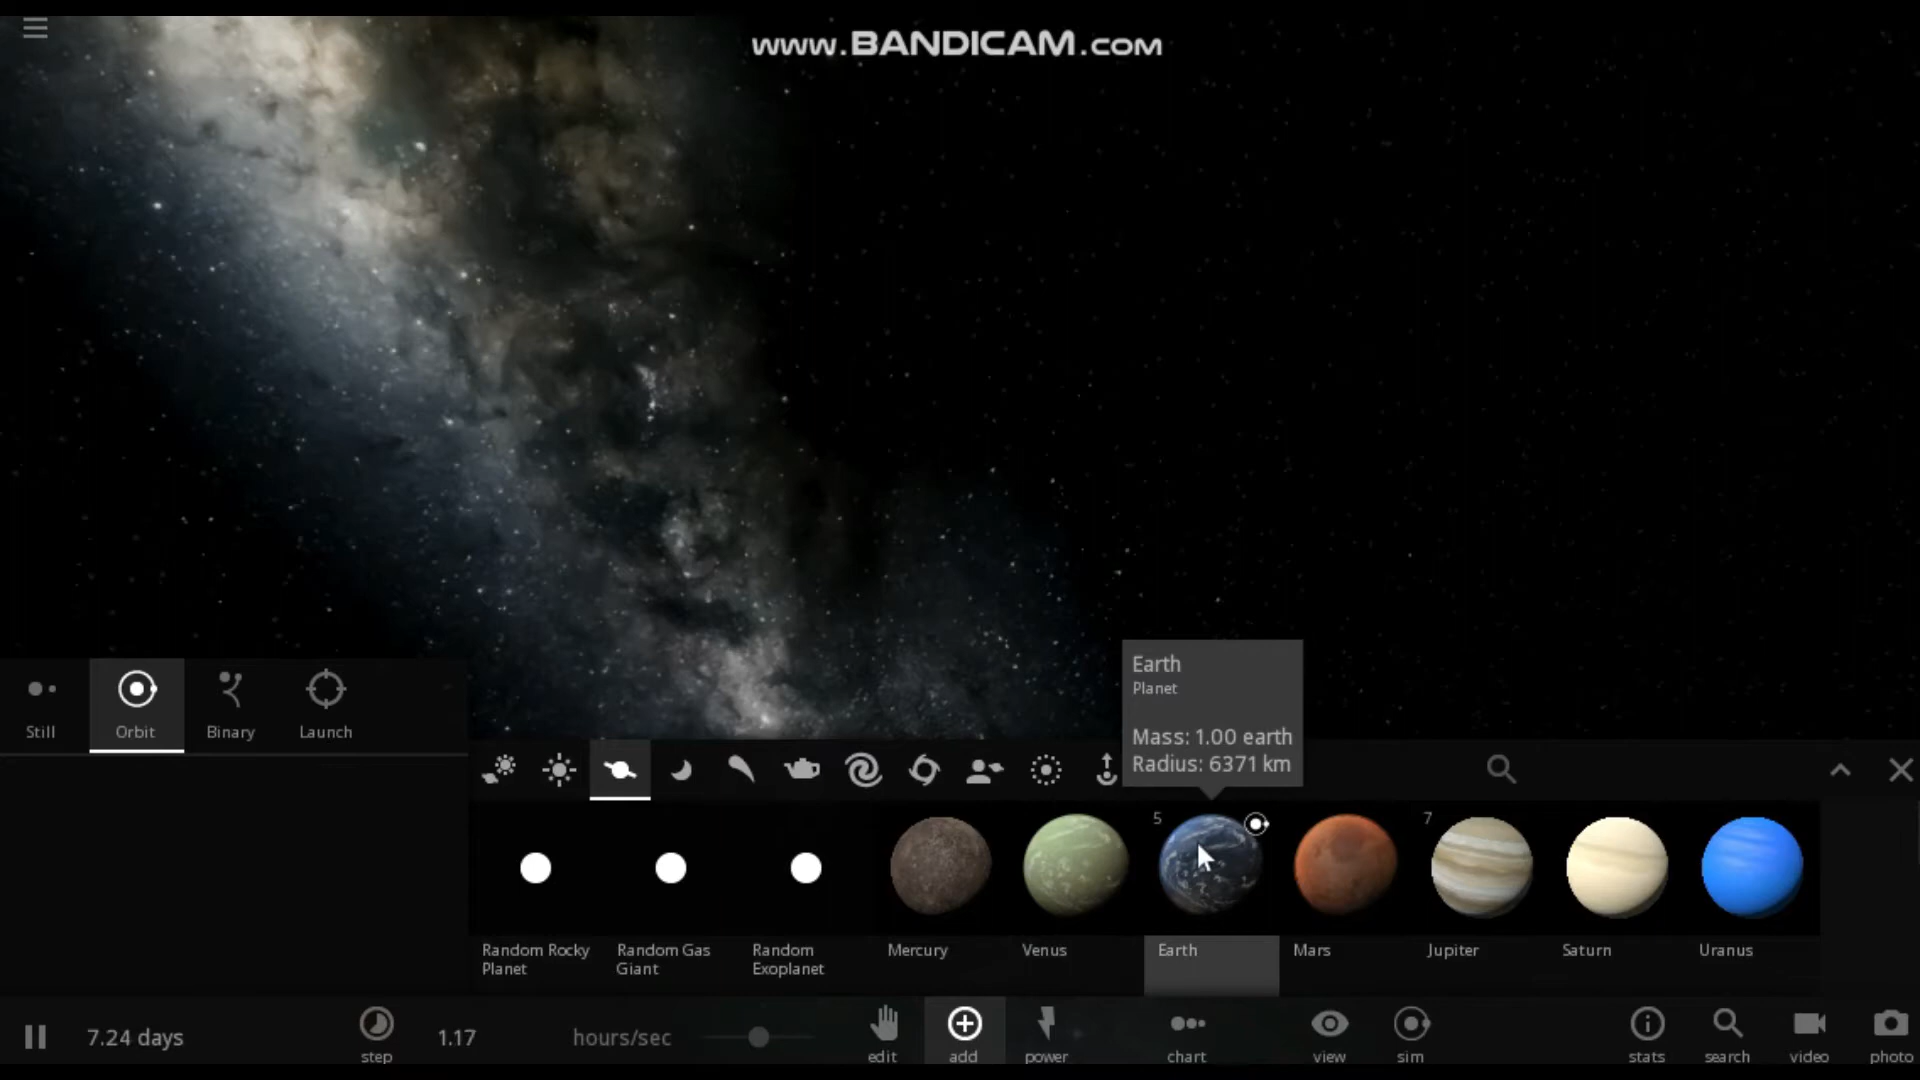 www.BANDICAM.com
Earth
Planet
Mass: 1.00 earth
Radius: 6371 km
Still
Orbit
Binary
Launch
5
7
Random Rocky
Planet
Random Gas
Giant
Random
Exoplanet
Mercury
Venus
Earth
Mars
Jupiter
Saturn
Uranus
7.24 days
step
1.17
hours/sec
edit
add
power
chart
view
sim
stats
search
video
photo